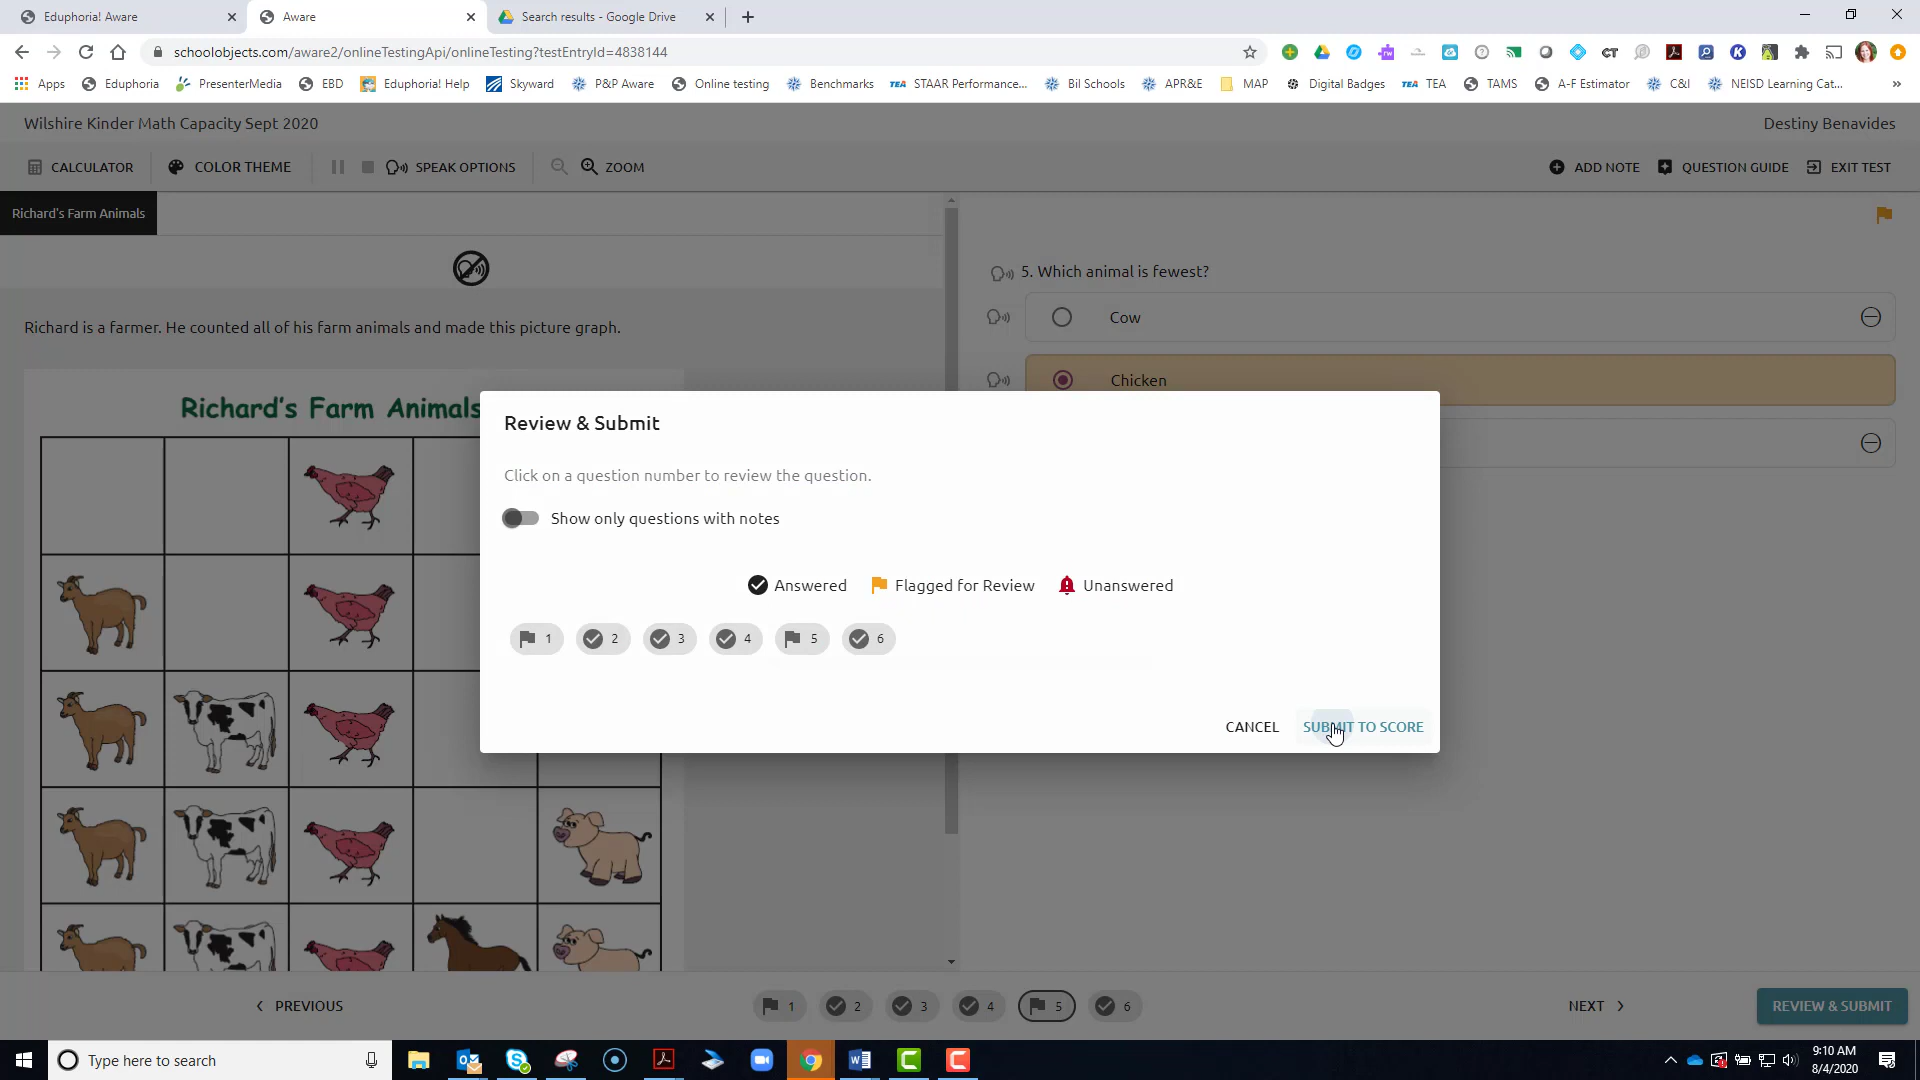 Eduphoria! Aware
Aware
Search results - Google Drive
schoolobjects.com/aware2/onlineTestingApi/onlineTesting?testEntryId=4838144
Apps
Eduphoria
PresenterMedia
EBD
Eduphoria! Help
Skyward
P&P Aware
Online testing
Benchmarks
TEA STAAR Performance...
Bil Schools
APR&E
MAP
Digital Badges
TEA TEA
TAMS
A-F Estimator
C&I
NEISD Learning Cat...
Wilshire Kinder Math Capacity Sept 2020
Destiny Benavides
CALCULATOR
COLOR THEME
SPEAK OPTIONS
ZOOM
ADD NOTE
QUESTION GUIDE
EXIT TEST
Richard's Farm Animals
Richard is a farmer. He counted all of his farm animals and made this picture graph.
Richard's Farm Animals
5. Which animal is fewest?
Cow
Chicken
Review & Submit
Click on a question number to review the question.
Show only questions with notes
Answered
Flagged for Review
Unanswered
1 2 3 4 5 6
CANCEL
SUBMIT TO SCORE
PREVIOUS
1 2 3 4 5 6
NEXT
REVIEW & SUBMIT
Type here to search
9:10 AM
8/4/2020